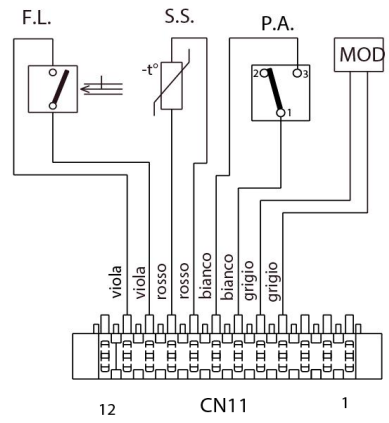 F.L.
S.S.
P.A.
MOD
-t°
2
3
1
viola
viola
rosso
rosso
bianco
bianco
grigio
grigio
12
CN11
1